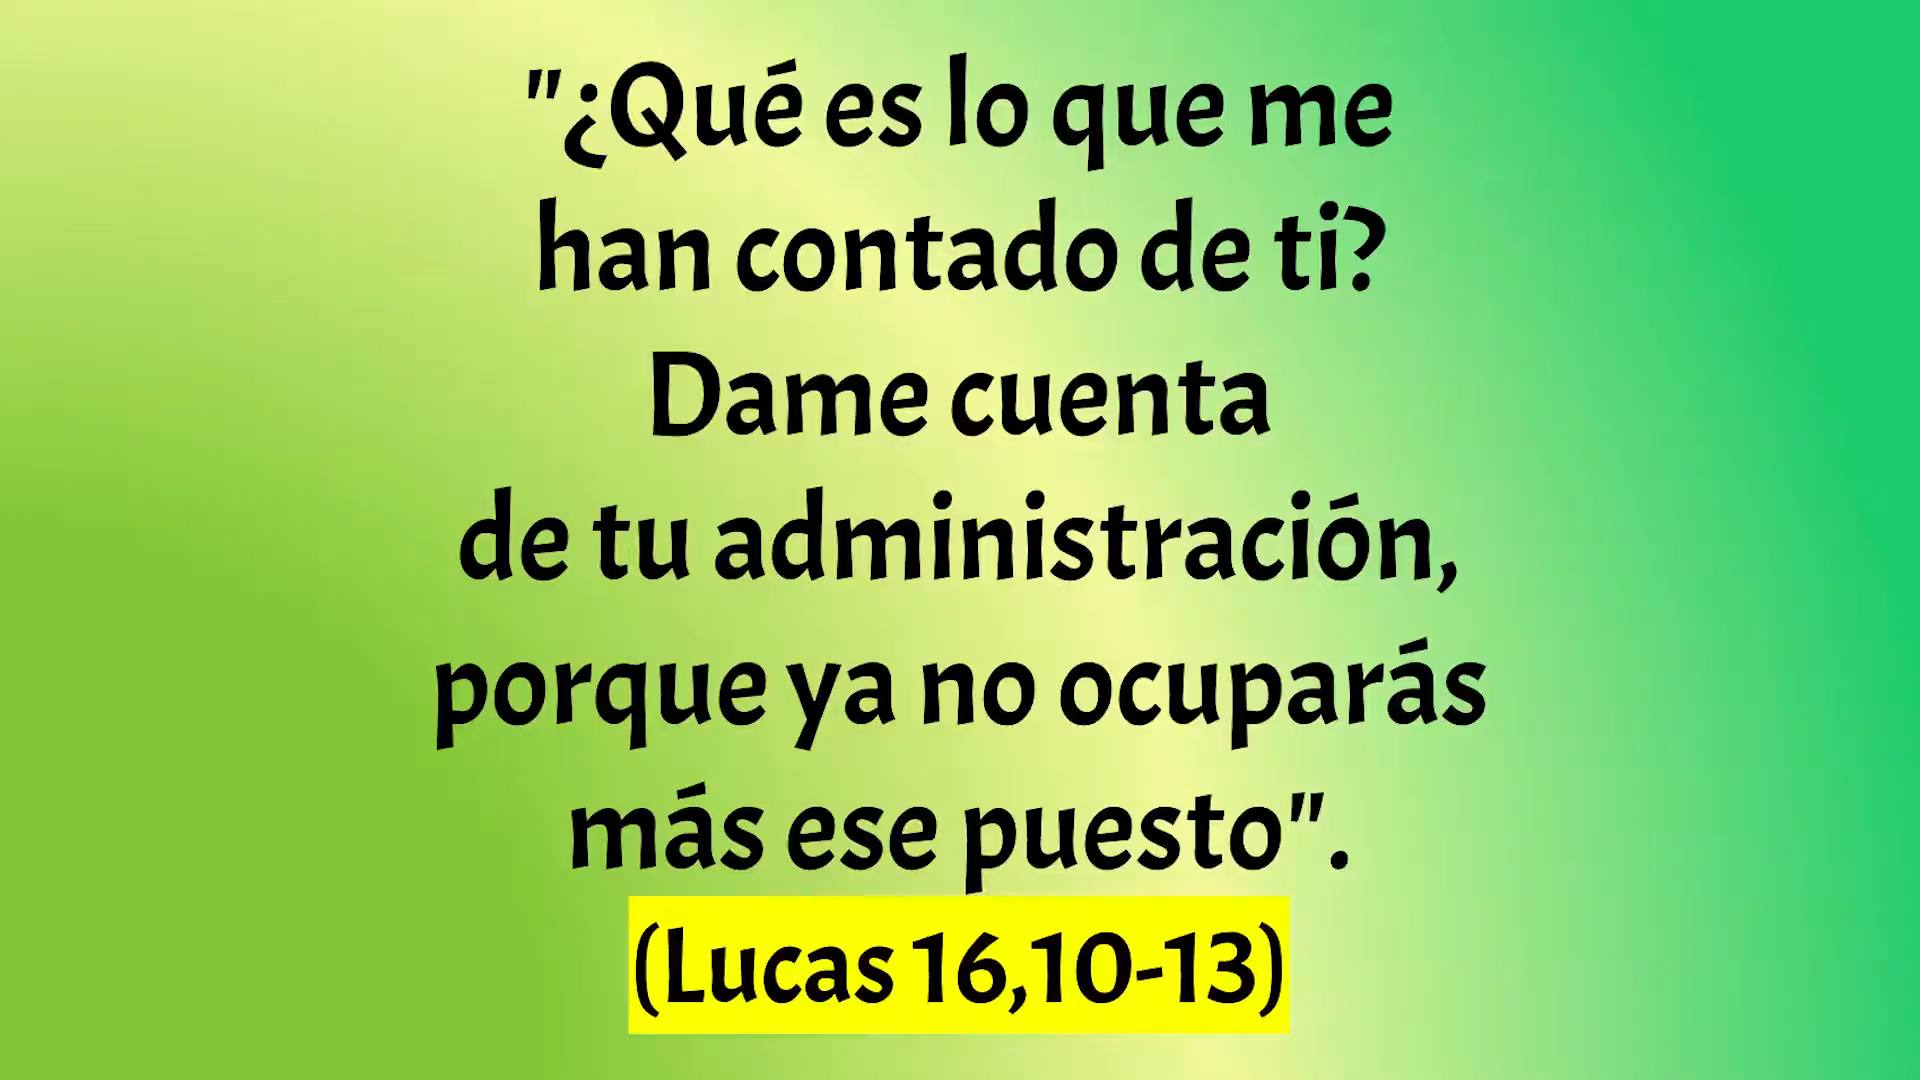 "¿Qué es lo que me
han contado de ti?
Dame cuenta
de tu administración,
porque ya no ocuparás
más ese puesto".
(Lucas 16,10-13)